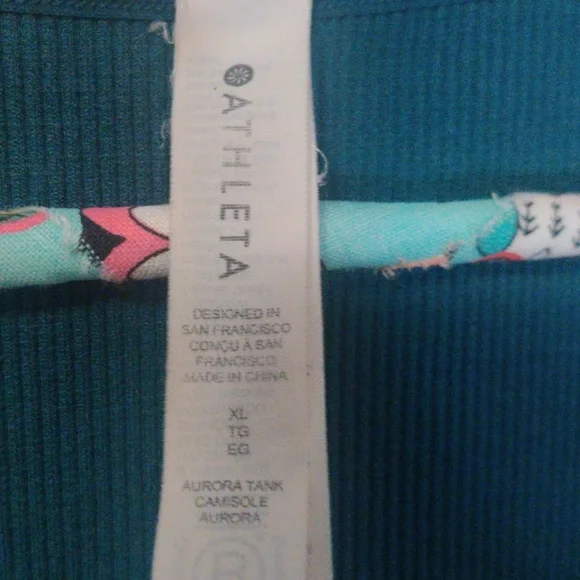 ATHLETA
DESIGNED IN
SAN FRANCISCO
CONÇU À SAN
FRANCISCO
MADE IN CHINA
XL
TG
EG
AURORA TANK
CAMISOLE
AURORA
R